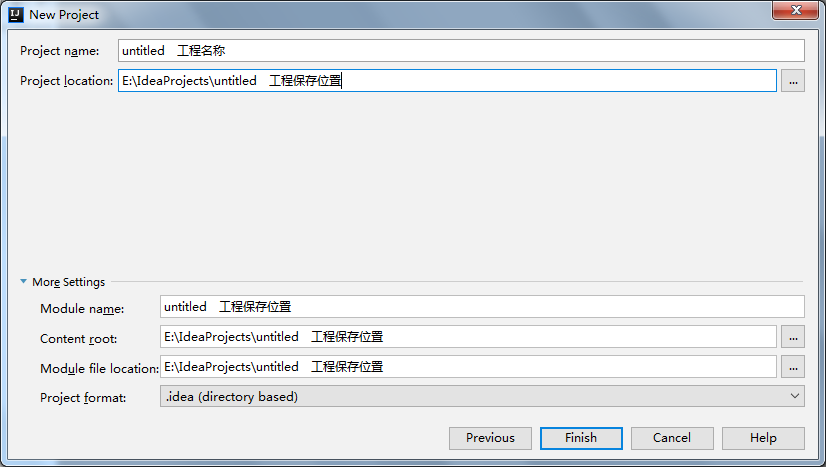 New Project
Project name: untitled 工程名称
Project location: E:\IdeaProjects\untitled 工程保存位置 ...
More Settings
Module name: untitled 工程保存位置
Content root: E:\IdeaProjects\untitled 工程保存位置 ...
Module file location: E:\IdeaProjects\untitled 工程保存位置 ...
Project format: .idea (directory based)
Previous Finish Cancel Help